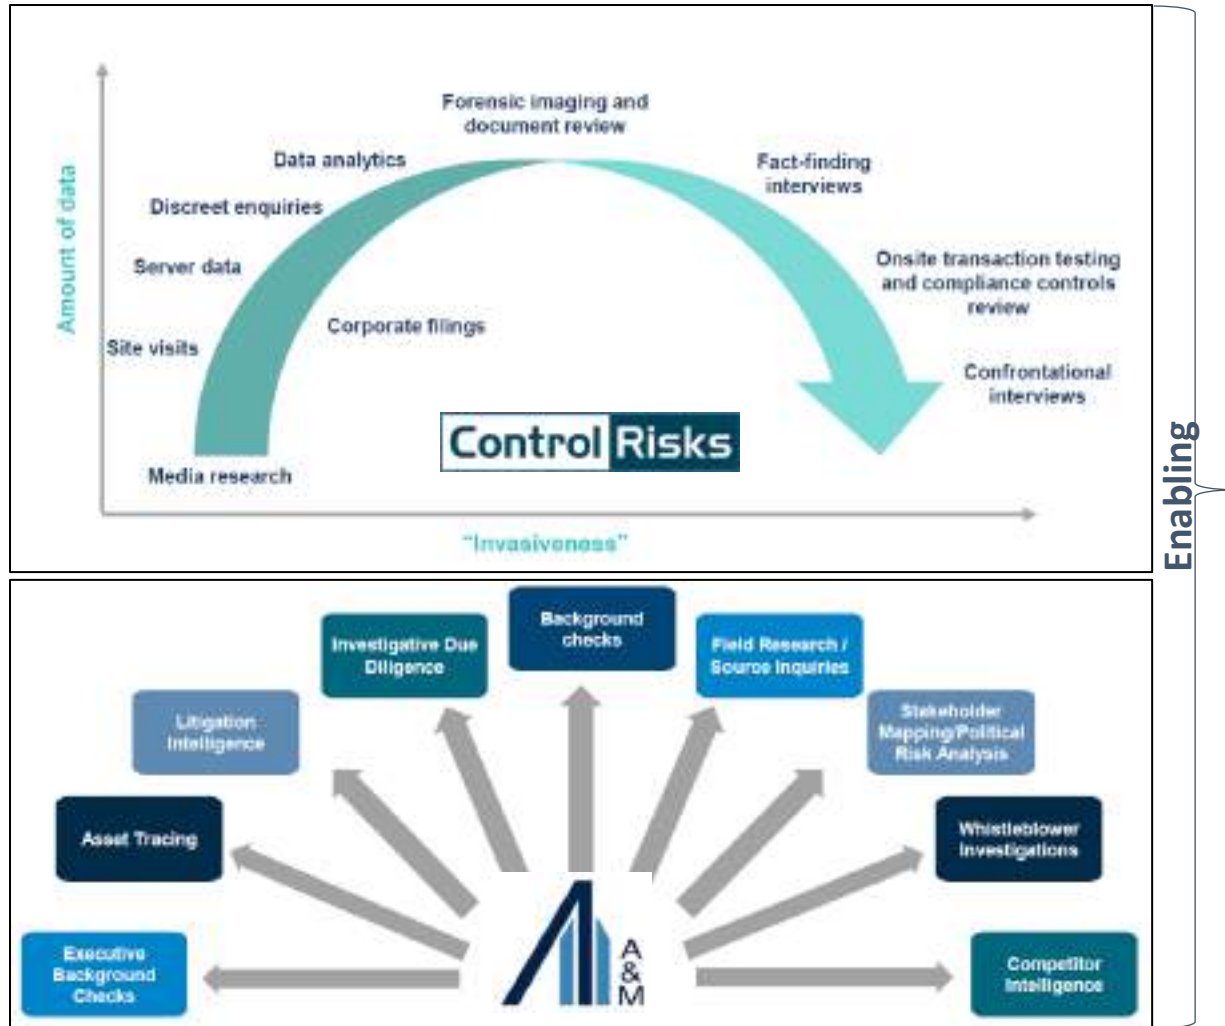 Forensic imaging and
document review
Data analytics
Fact-finding
interviews
Discreet enquiries
Server data
Onsite transaction testing
and compliance controls
review
Corporate filings
Site visits
Confrontational
interviews
Control Risks
Media research
Amount of data
"Invasiveness"
Enabling
Background
checks
Investigative Due
Diligence
Field Research /
Source Inquiries
Litigation
Intelligence
Stakeholder
Mapping/Political
Risk Analysis
Asset Tracing
Whistleblower
Investigations
Executive
Background
Checks
A&M
Competitor
Intelligence